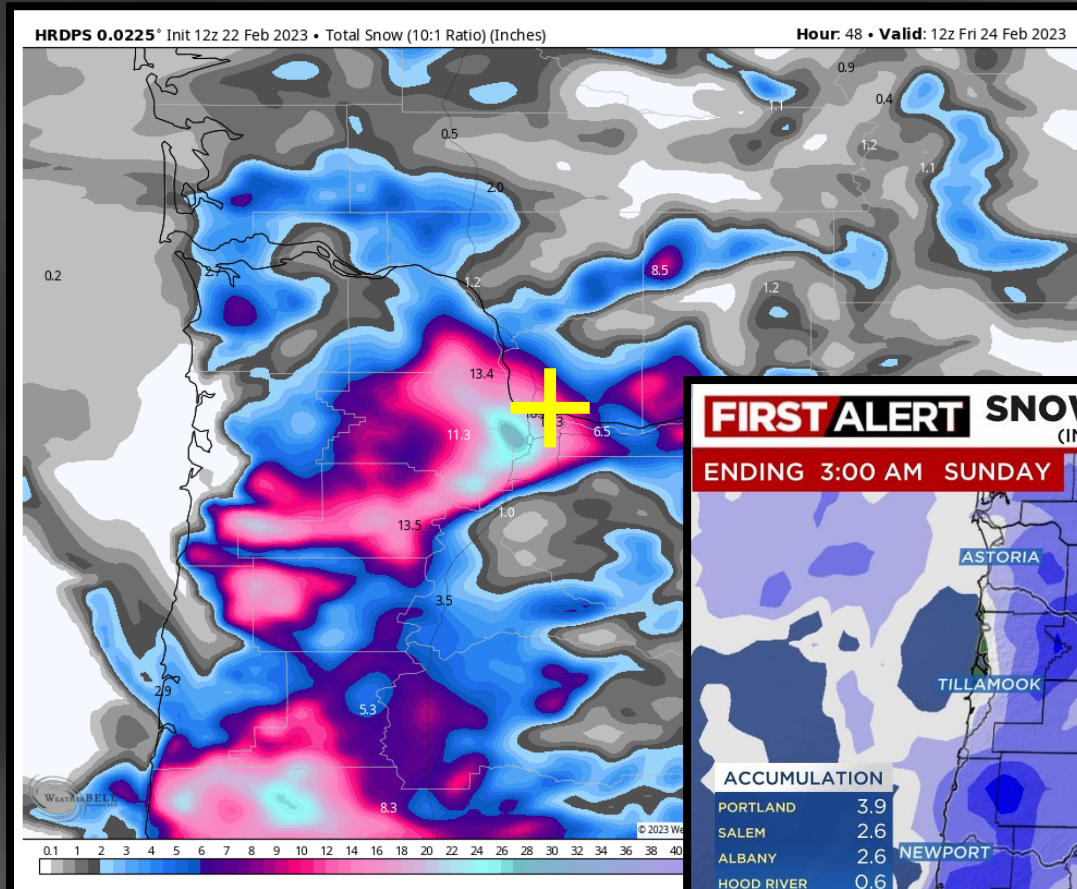 HRDPS 0.0225° Init 12z 22 Feb 2023 • Total Snow (10:1 Ratio) (Inches)
Hour: 48 • Valid: 12z Fri 24 Feb 2023
0.9
0.4
1.1
0.5
1.2
1.1
2.0
0.2
2.7
8.5
1.2
1.2
13.4
11.3
6.5
1.0
13.5
3.5
2.9
5.3
8.3
WEATHERBELL
© 2023 We
0.1 1 2 3 4 5 6 7 8 9 10 12 14 16 18 20 22 24 26 28 30 32 34 36 38 40
FIRST ALERT SNOW
(IN
ENDING 3:00 AM SUNDAY
ASTORIA
TILLAMOOK
NEWPORT
ACCUMULATION
PORTLAND 3.9
SALEM 2.6
ALBANY 2.6
HOOD RIVER 0.6